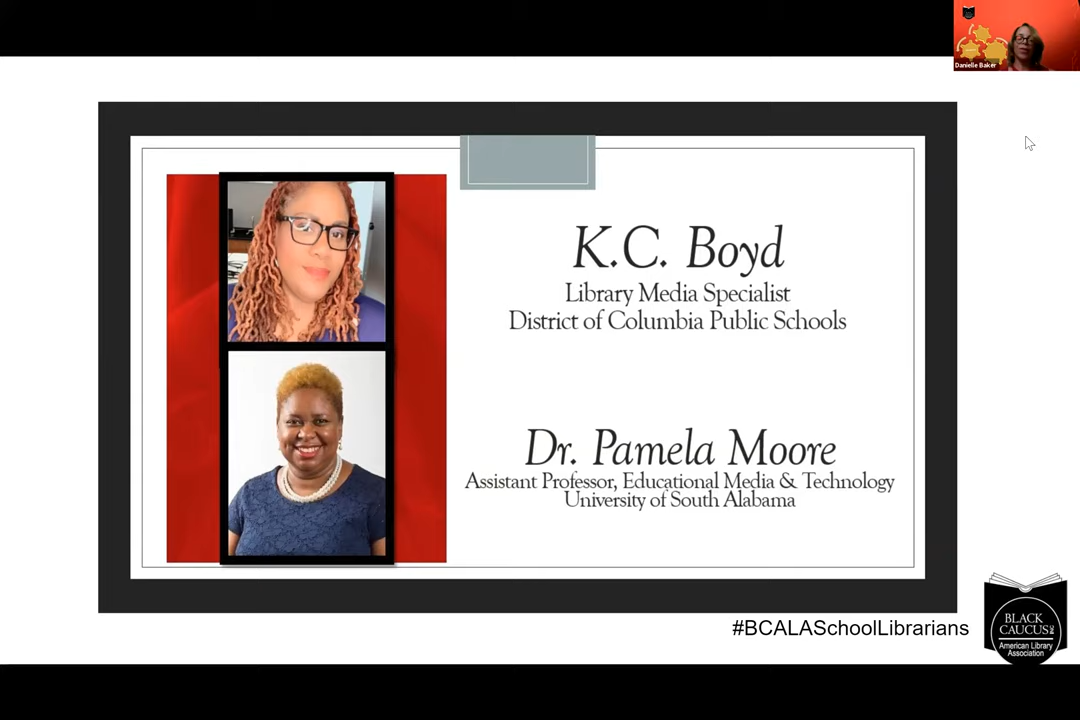 Danielle Baker
K.C. Boyd
Library Media Specialist
District of Columbia Public Schools
Dr. Pamela Moore
Assistant Professor, Educational Media & Technology
University of South Alabama
#BCALASchoolLibrarians
BLACK
CAUCUS
American Library
Association